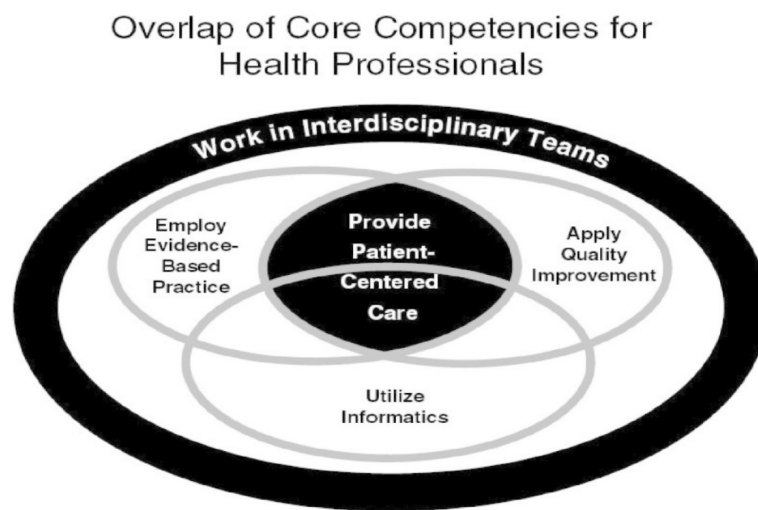 Overlap of Core Competencies for
Health Professionals
Work in Interdisciplinary Teams
Employ
Evidence-
Based
Practice
Provide
Patient-
Centered
Care
Apply
Quality
Improvement
Utilize
Informatics